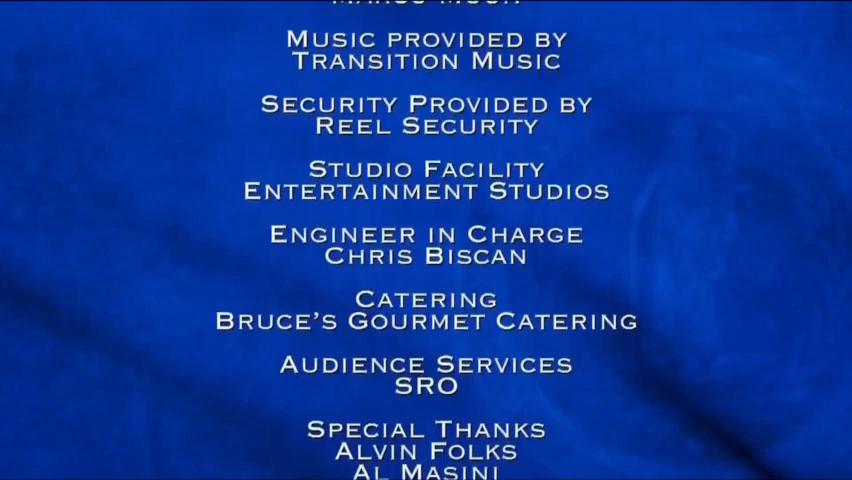 Music provided by
Transition Music
Security Provided by
Reel Security
Studio Facility
Entertainment Studios
Engineer in Charge
Chris Biscan
Catering
Bruce's Gourmet Catering
Audience Services
SRO
Special Thanks
Alvin Folks
Al Masini